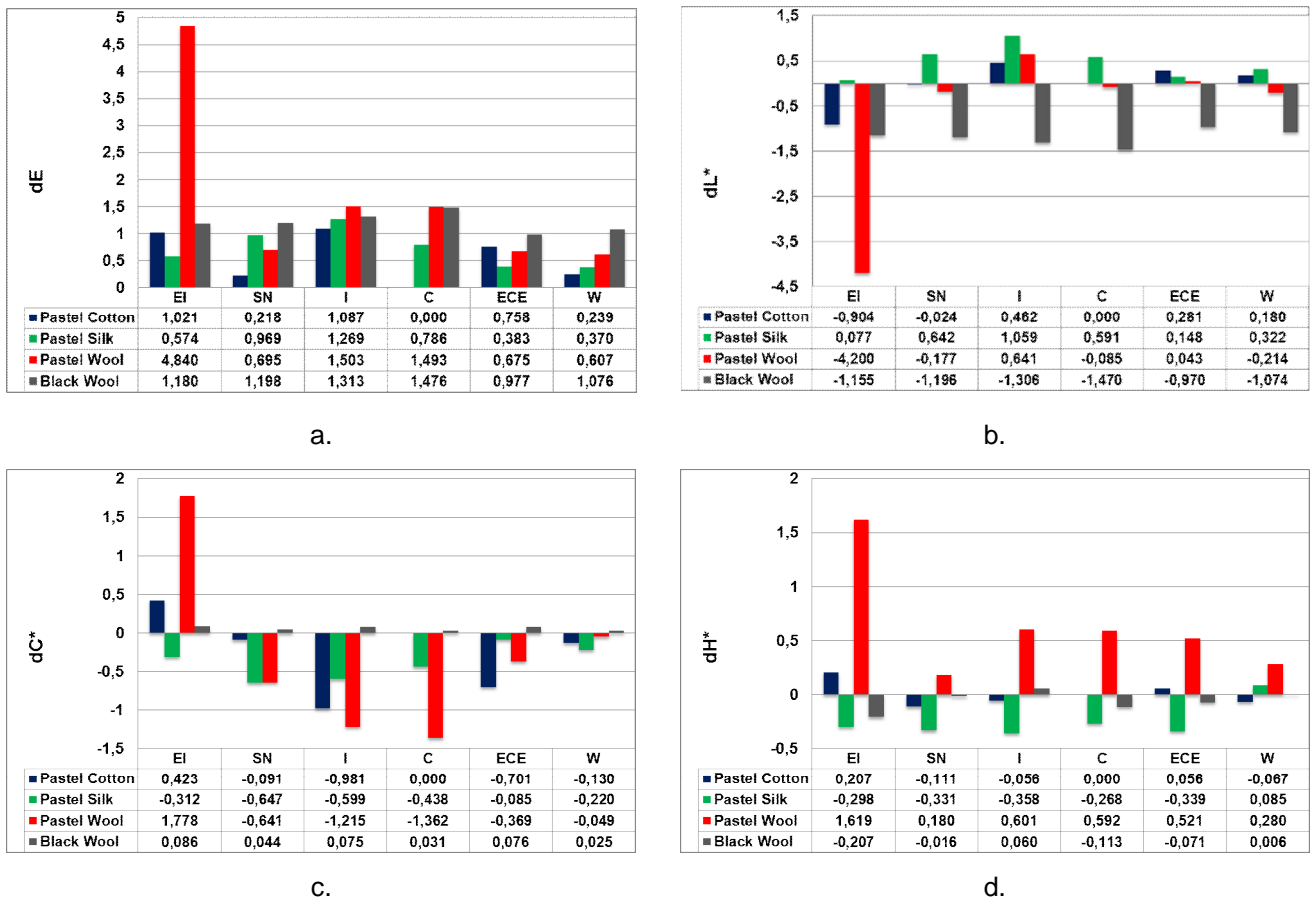 5
4,5
4
3,5
3
2,5
2
1,5
1
0,5
0
dE
EI SN I C ECE W
Pastel Cotton 1,021 0,218 1,087 0,000 0,758 0,239
Pastel Silk 0,574 0,969 1,269 0,786 0,383 0,370
Pastel Wool 4,840 0,695 1,503 1,493 0,675 0,607
Black Wool 1,180 1,198 1,313 1,476 0,977 1,076
a.
1,5
0,5
-0,5
-1,5
-2,5
-3,5
-4,5
dL*
EI SN I C ECE W
Pastel Cotton -0,904 -0,024 0,462 0,000 0,281 0,180
Pastel Silk 0,077 0,642 1,059 0,591 0,148 0,322
Pastel Wool -4,200 -0,177 0,641 -0,085 0,043 -0,214
Black Wool -1,155 -1,196 -1,306 -1,470 -0,970 -1,074
b.
2
1,5
1
0,5
0
-0,5
-1
-1,5
dC*
EI SN I C ECE W
Pastel Cotton 0,423 -0,091 -0,981 0,000 -0,701 -0,130
Pastel Silk -0,312 -0,647 -0,599 -0,438 -0,085 -0,220
Pastel Wool 1,778 -0,641 -1,215 -1,362 -0,369 -0,049
Black Wool 0,086 0,044 0,075 0,031 0,076 0,025
c.
2
1,5
1
0,5
0
-0,5
dH*
EI SN I C ECE W
Pastel Cotton 0,207 -0,111 -0,056 0,000 0,056 -0,067
Pastel Silk -0,298 -0,331 -0,358 -0,268 -0,339 0,085
Pastel Wool 1,619 0,180 0,601 0,592 0,521 0,280
Black Wool -0,207 -0,016 0,060 -0,113 -0,071 0,006
d.